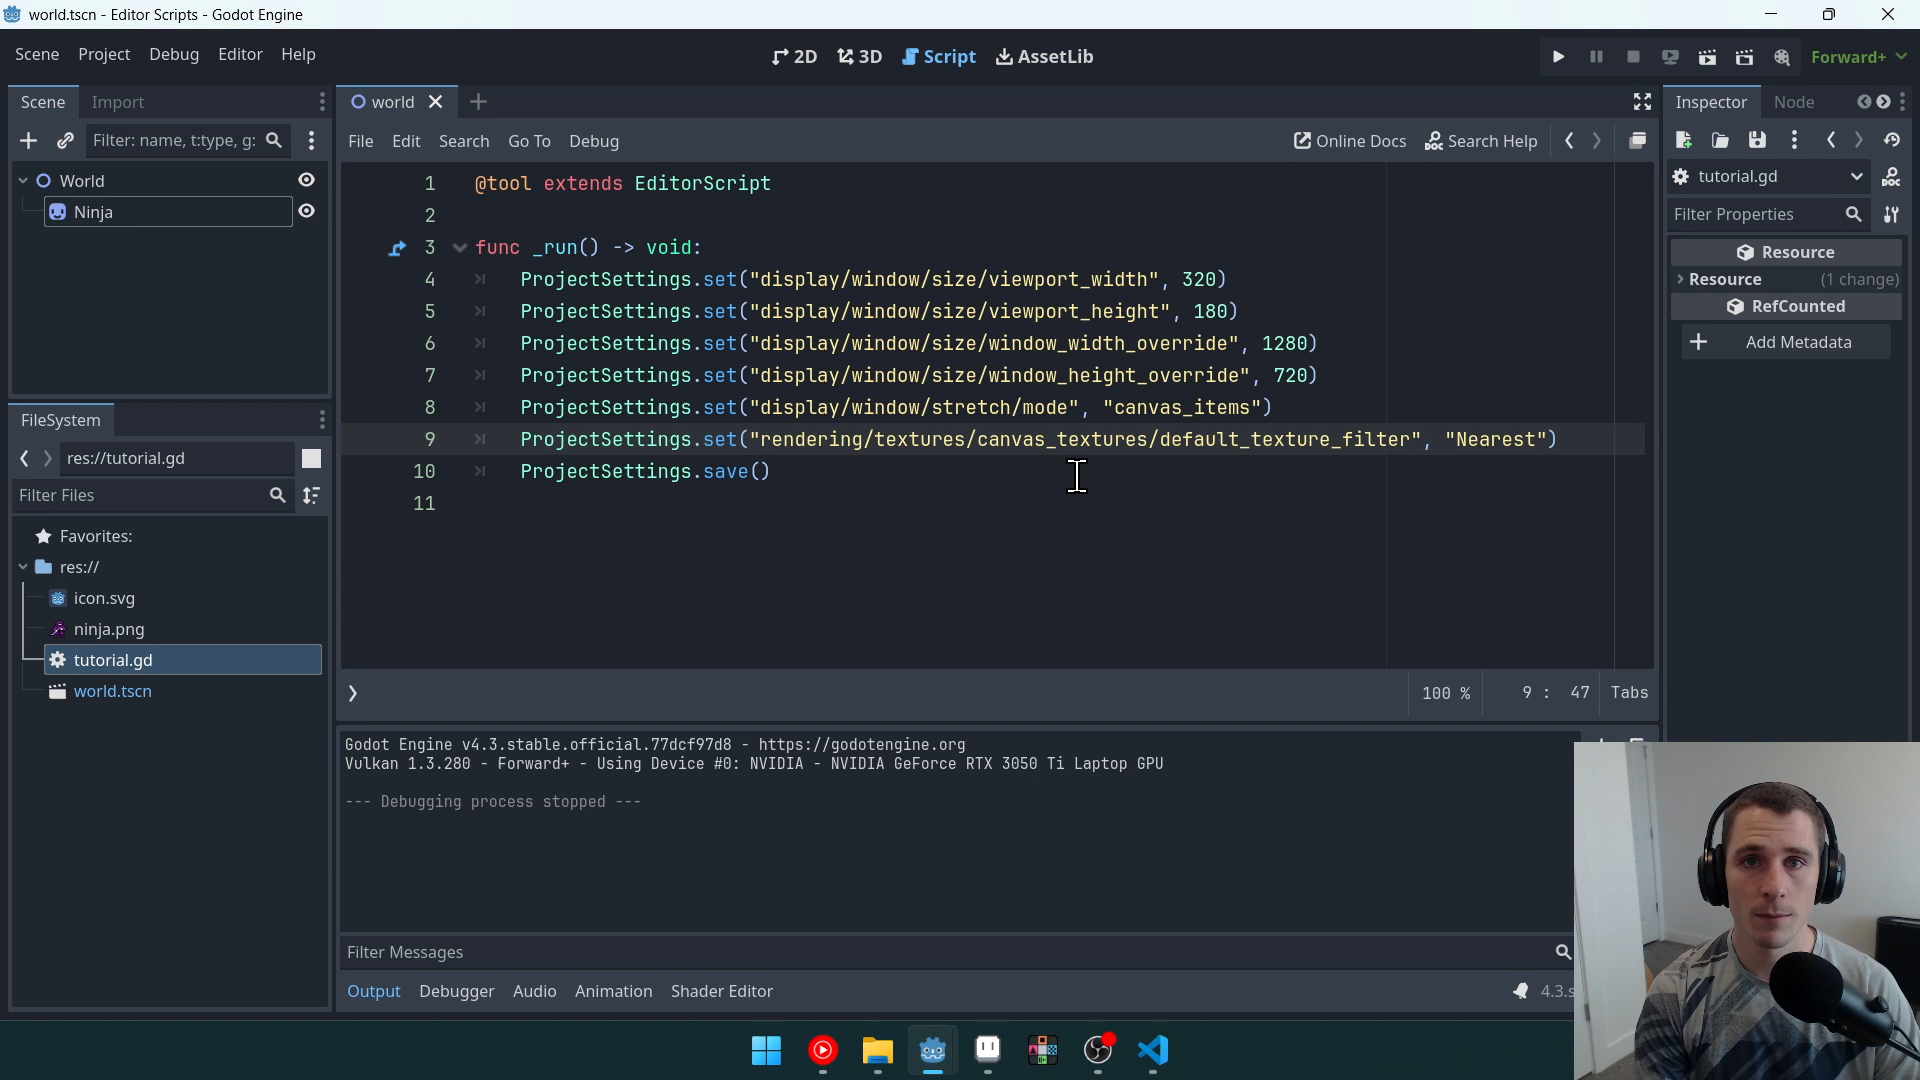 world.tscn - Editor Scripts - Godot Engine
Scene Project Debug Editor Help
2D 3D Script AssetLib
Forward+
Scene Import
world
Inspector Node
Filter: name, t:type, g:
File Edit Search Go To Debug
Online Docs Search Help
World
Ninja
tutorial.gd
Filter Properties
Resource
Resource (1 change)
RefCounted
Add Metadata
1 @tool extends EditorScript
2
3 func _run() -> void:
4 ProjectSettings.set("display/window/size/viewport_width", 320)
5 ProjectSettings.set("display/window/size/viewport_height", 180)
6 ProjectSettings.set("display/window/size/window_width_override", 1280)
7 ProjectSettings.set("display/window/size/window_height_override", 720)
8 ProjectSettings.set("display/window/stretch/mode", "canvas_items")
9 ProjectSettings.set("rendering/textures/canvas_textures/default_texture_filter", "Nearest")
10 ProjectSettings.save()
11
FileSystem
res://tutorial.gd
Filter Files
Favorites:
res://
icon.svg
ninja.png
tutorial.gd
world.tscn
100 % 9 : 47 Tabs
Godot Engine v4.3.stable.official.77dcf97d8 - https://godotengine.org
Vulkan 1.3.280 - Forward+ - Using Device #0: NVIDIA - NVIDIA GeForce RTX 3050 Ti Laptop GPU
--- Debugging process stopped ---
Filter Messages
Output Debugger Audio Animation Shader Editor
4.3.s